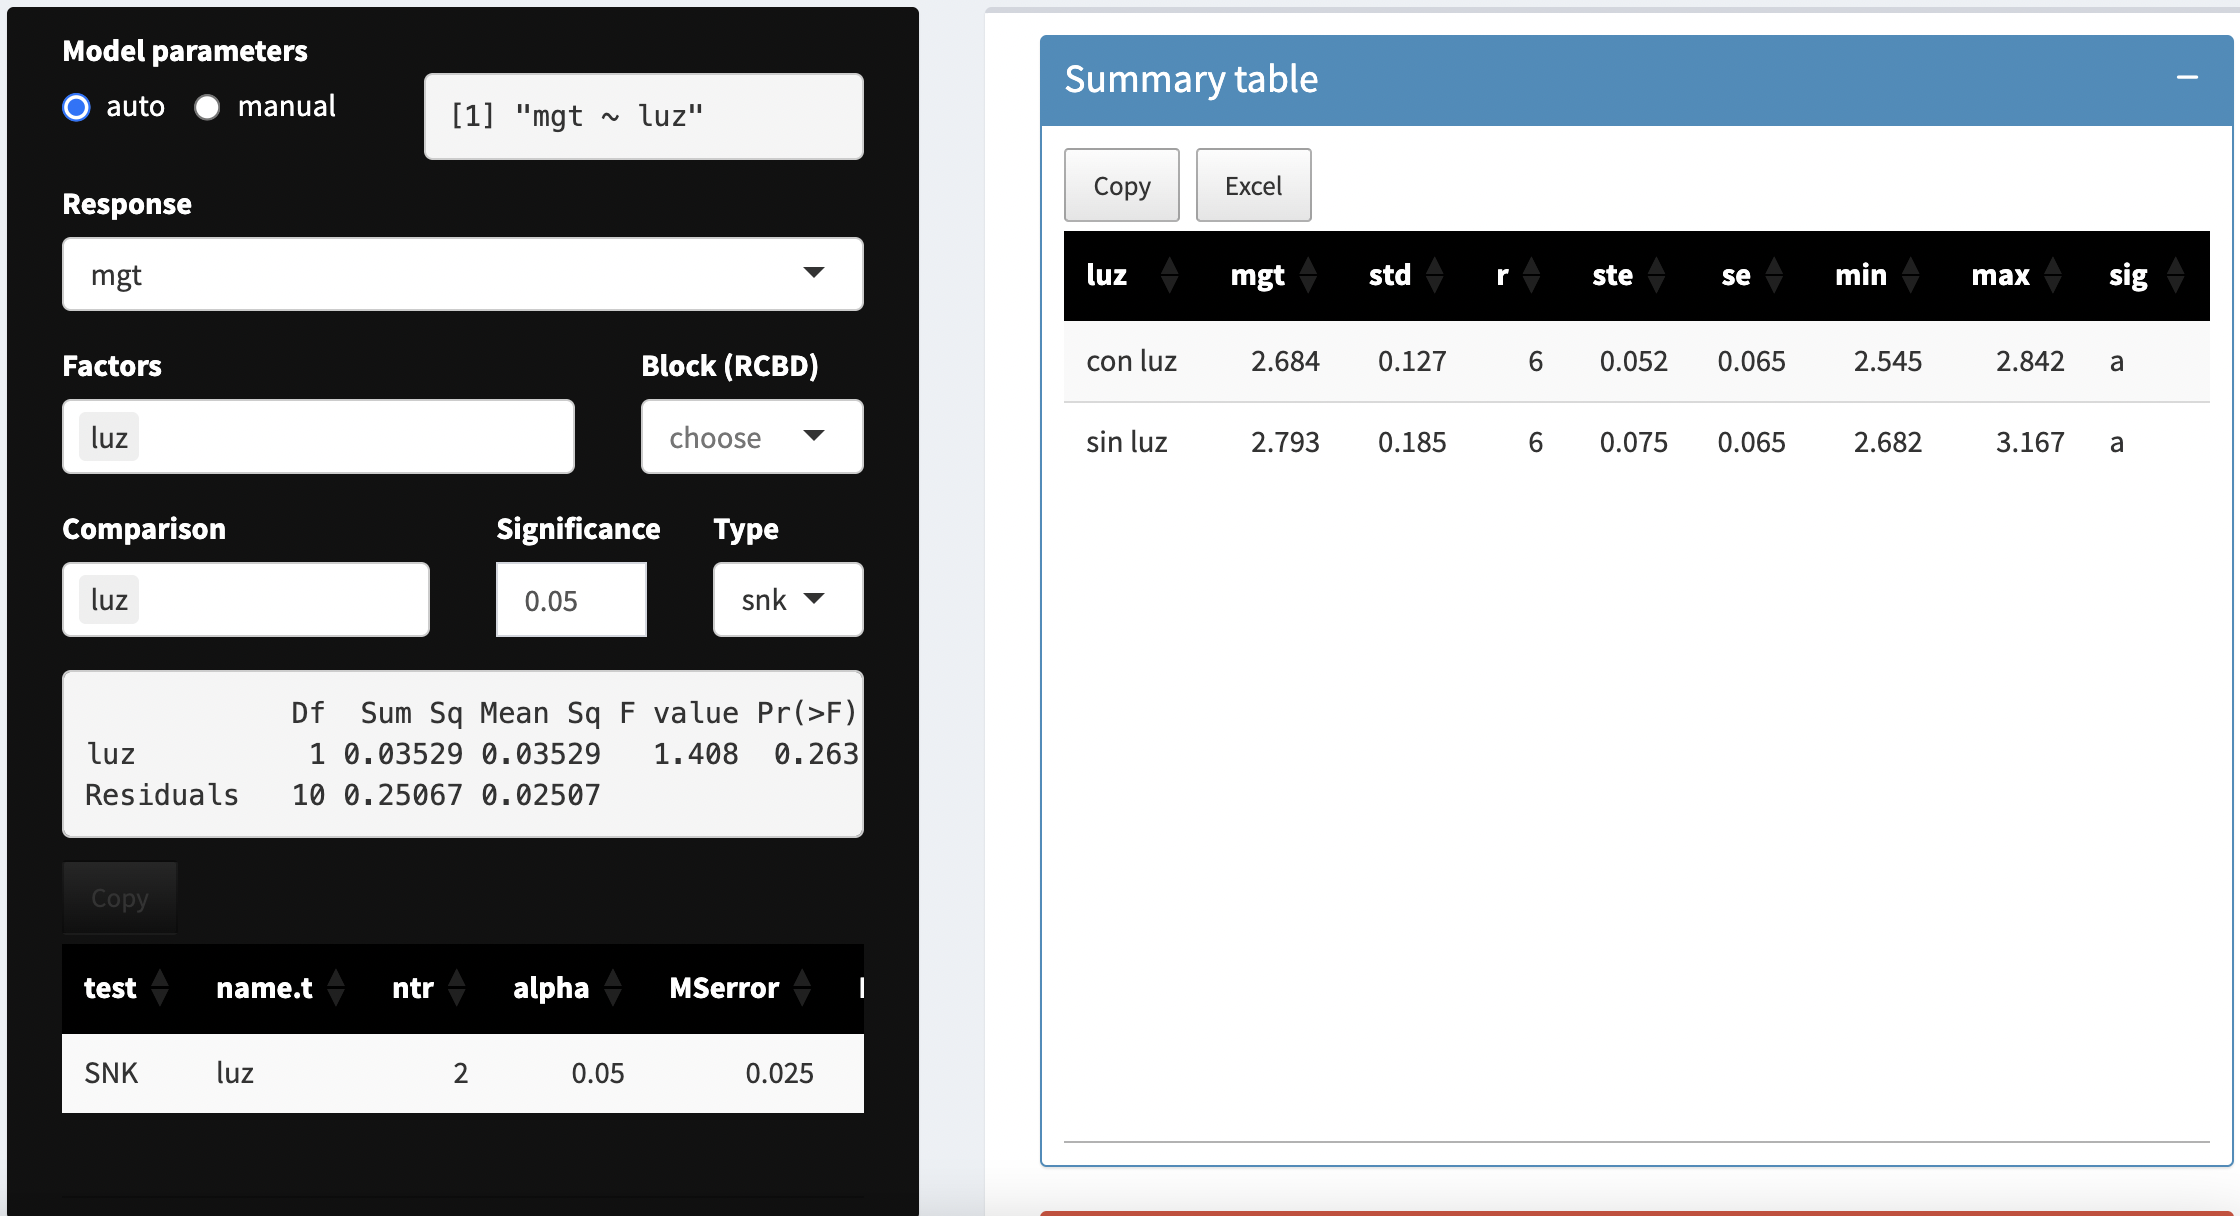 Model parameters
auto manual
[1] "mgt ~ luz"
Response
mgt
Factors Block (RCBD)
luz choose
Comparison Significance Type
luz 0.05 snk
Df Sum Sq Mean Sq F value Pr(>F)
luz 1 0.03529 0.03529 1.408 0.263
Residuals 10 0.25067 0.02507
Copy
test name.t ntr alpha MSerror
SNK luz 2 0.05 0.025
Summary table
Copy Excel
luz mgt std r ste se min max sig
con luz 2.684 0.127 6 0.052 0.065 2.545 2.842 a
sin luz 2.793 0.185 6 0.075 0.065 2.682 3.167 a